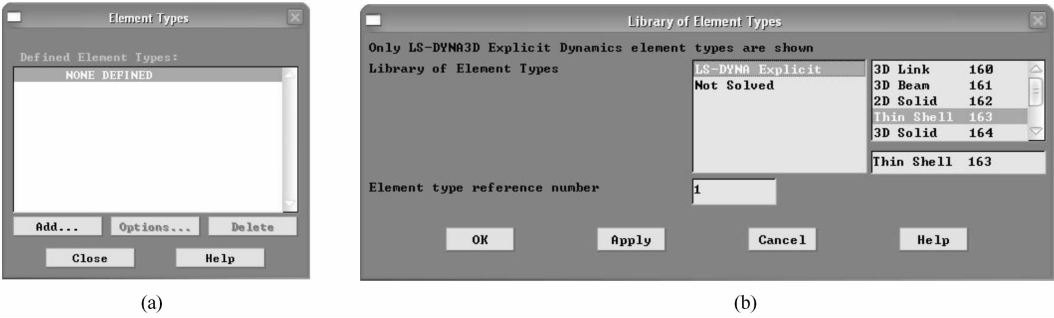 Element Types
Defined Element Types:
NONE DEFINED
Add...
Options...
Delete
Close
Help
(a)
Library of Element Types
Only LS-DYNA3D Explicit Dynamics element types are shown
Library of Element Types
LS-DYNA Explicit
Not Solved
3D Link 160
3D Beam 161
2D Solid 162
Thin Shell 163
3D Solid 164
Thin Shell 163
Element type reference number
1
OK
Apply
Cancel
Help
(b)